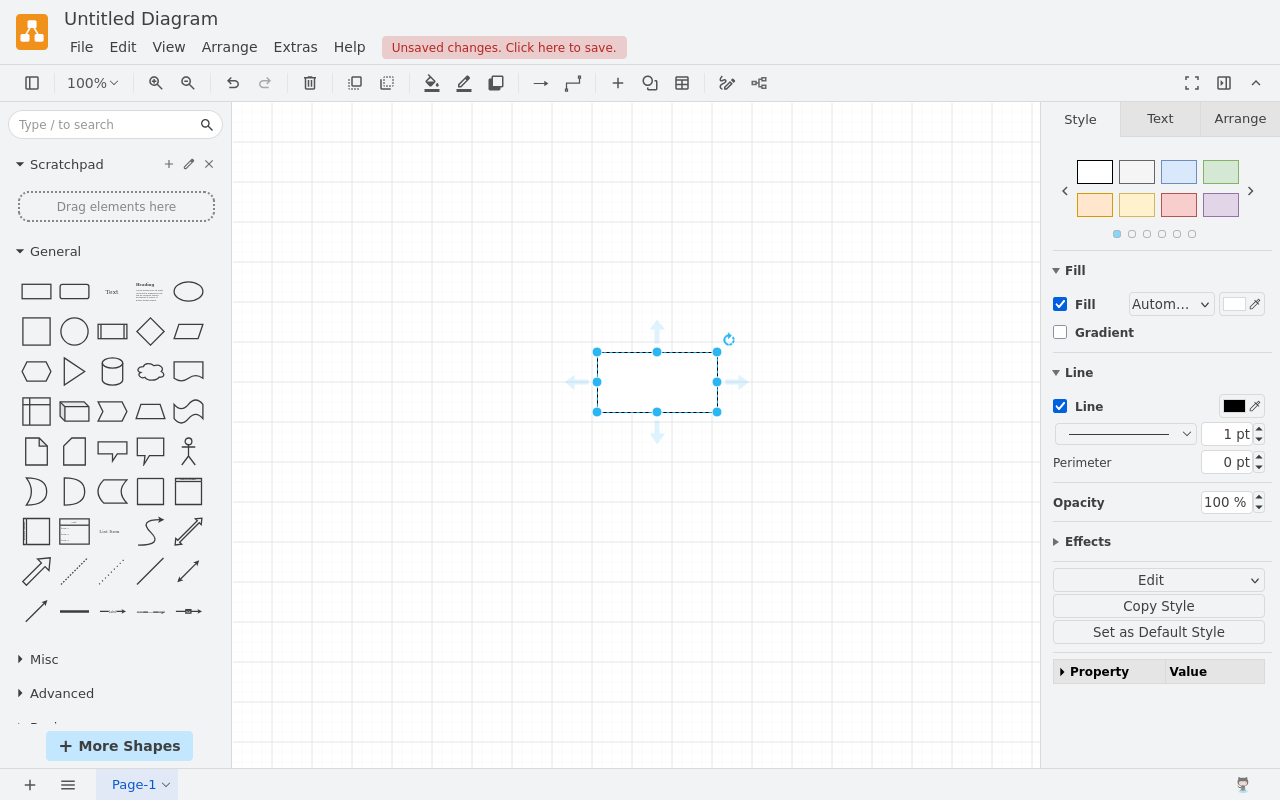 Untitled Diagram
File Edit View Arrange Extras Help Unsaved changes. Click here to save.
100%
Type / to search
Scratchpad
Drag elements here
General
Text
Heading
List Item
Misc
Advanced
+ More Shapes
Page-1
Style Text Arrange
Fill
Fill Autom...
Gradient
Line
Line
1 pt
Perimeter 0 pt
Opacity 100 %
Effects
Edit
Copy Style
Set as Default Style
Property Value